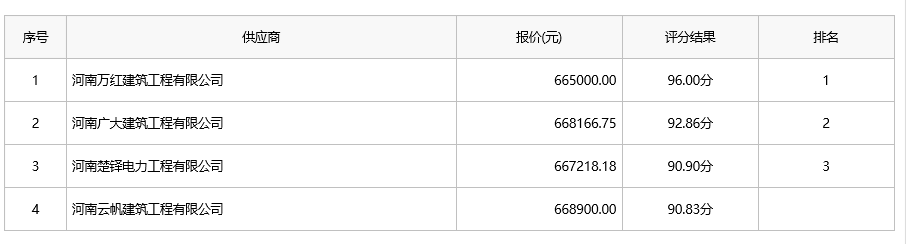 序号 供应商 报价(元) 评分结果 排名
1 河南万红建筑工程有限公司 665000.00 96.00分 1
2 河南广大建筑工程有限公司 668166.75 92.86分 2
3 河南楚铎电力工程有限公司 667218.18 90.90分 3
4 河南云帆建筑工程有限公司 668900.00 90.83分